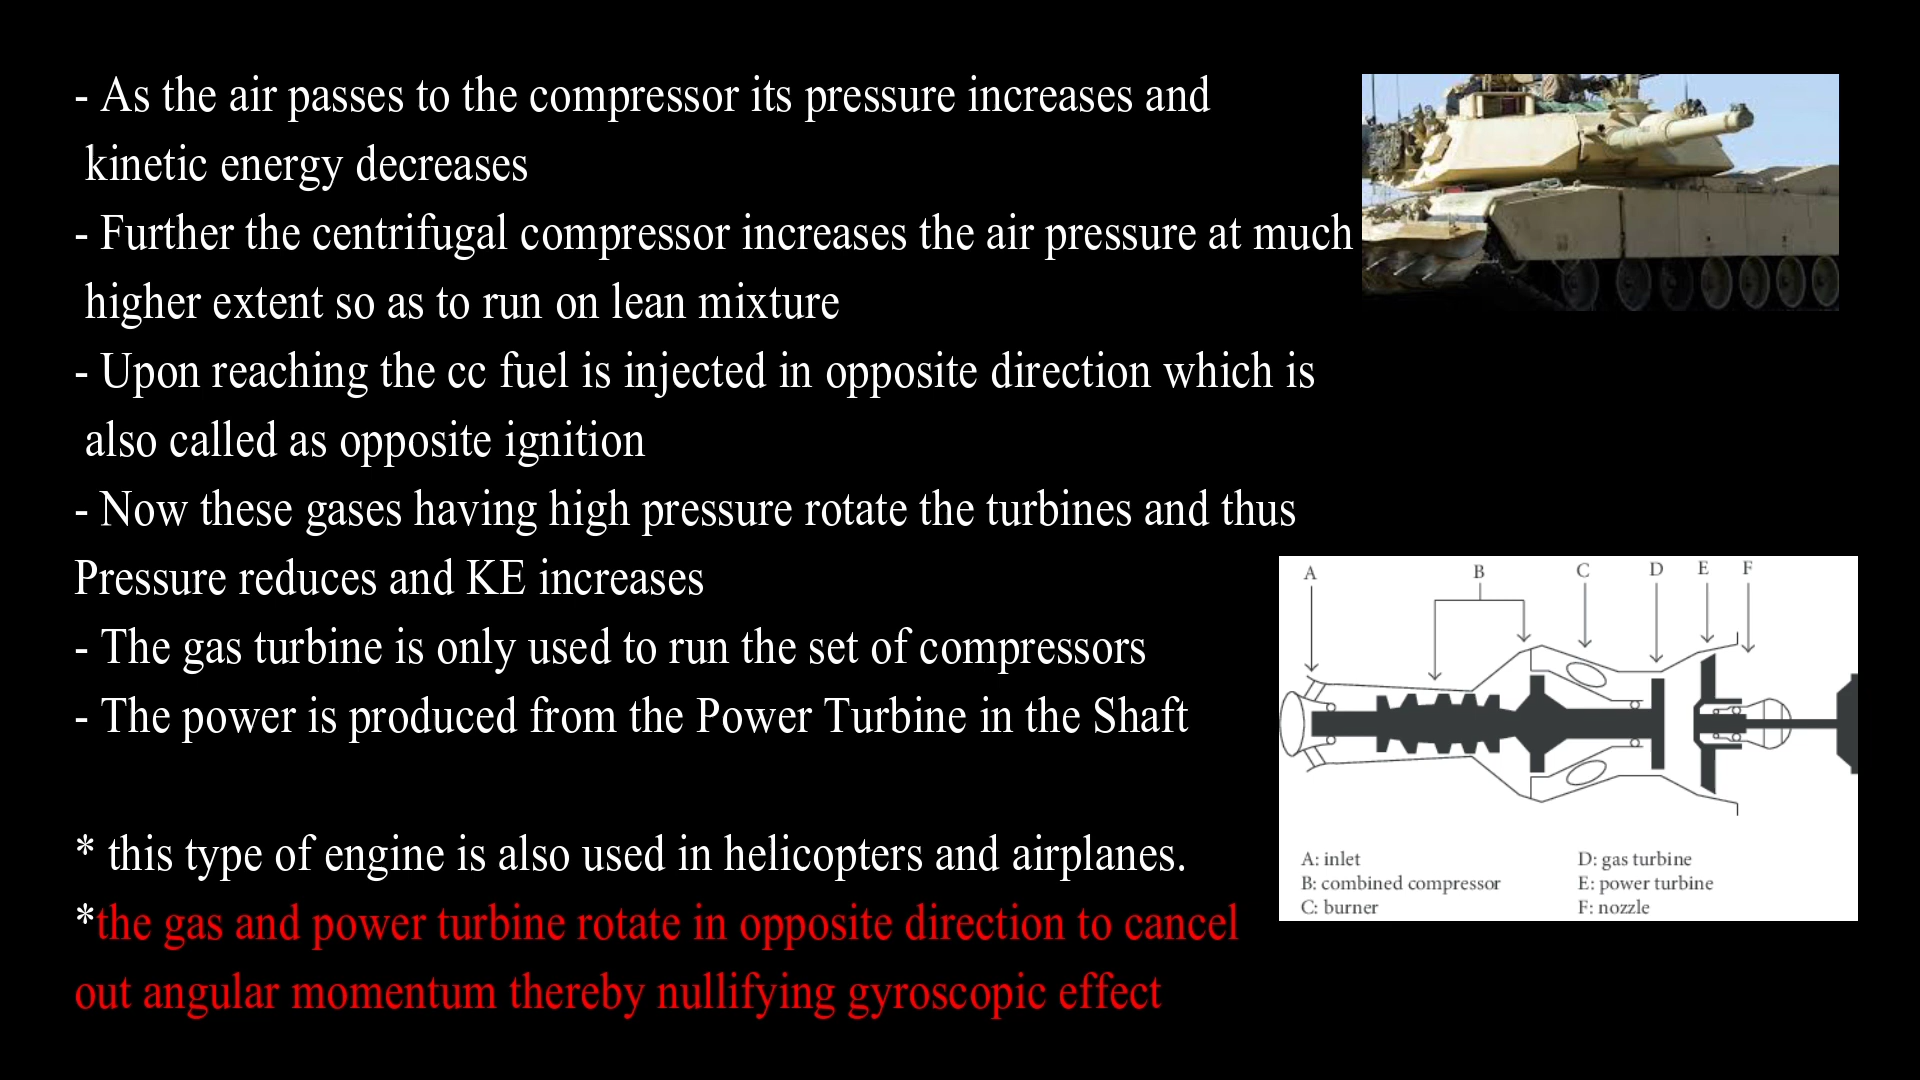 - As the air passes to the compressor its pressure increases and
kinetic energy decreases
- Further the centrifugal compressor increases the air pressure at much
higher extent so as to run on lean mixture
- Upon reaching the cc fuel is injected in opposite direction which is
also called as opposite ignition
- Now these gases having high pressure rotate the turbines and thus
Pressure reduces and KE increases
- The gas turbine is only used to run the set of compressors
- The power is produced from the Power Turbine in the Shaft
* this type of engine is also used in helicopters and airplanes.
*the gas and power turbine rotate in opposite direction to cancel
out angular momentum thereby nullifying gyroscopic effect
A B C D E F
A: inlet
B: combined compressor
C: burner
D: gas turbine
E: power turbine
F: nozzle